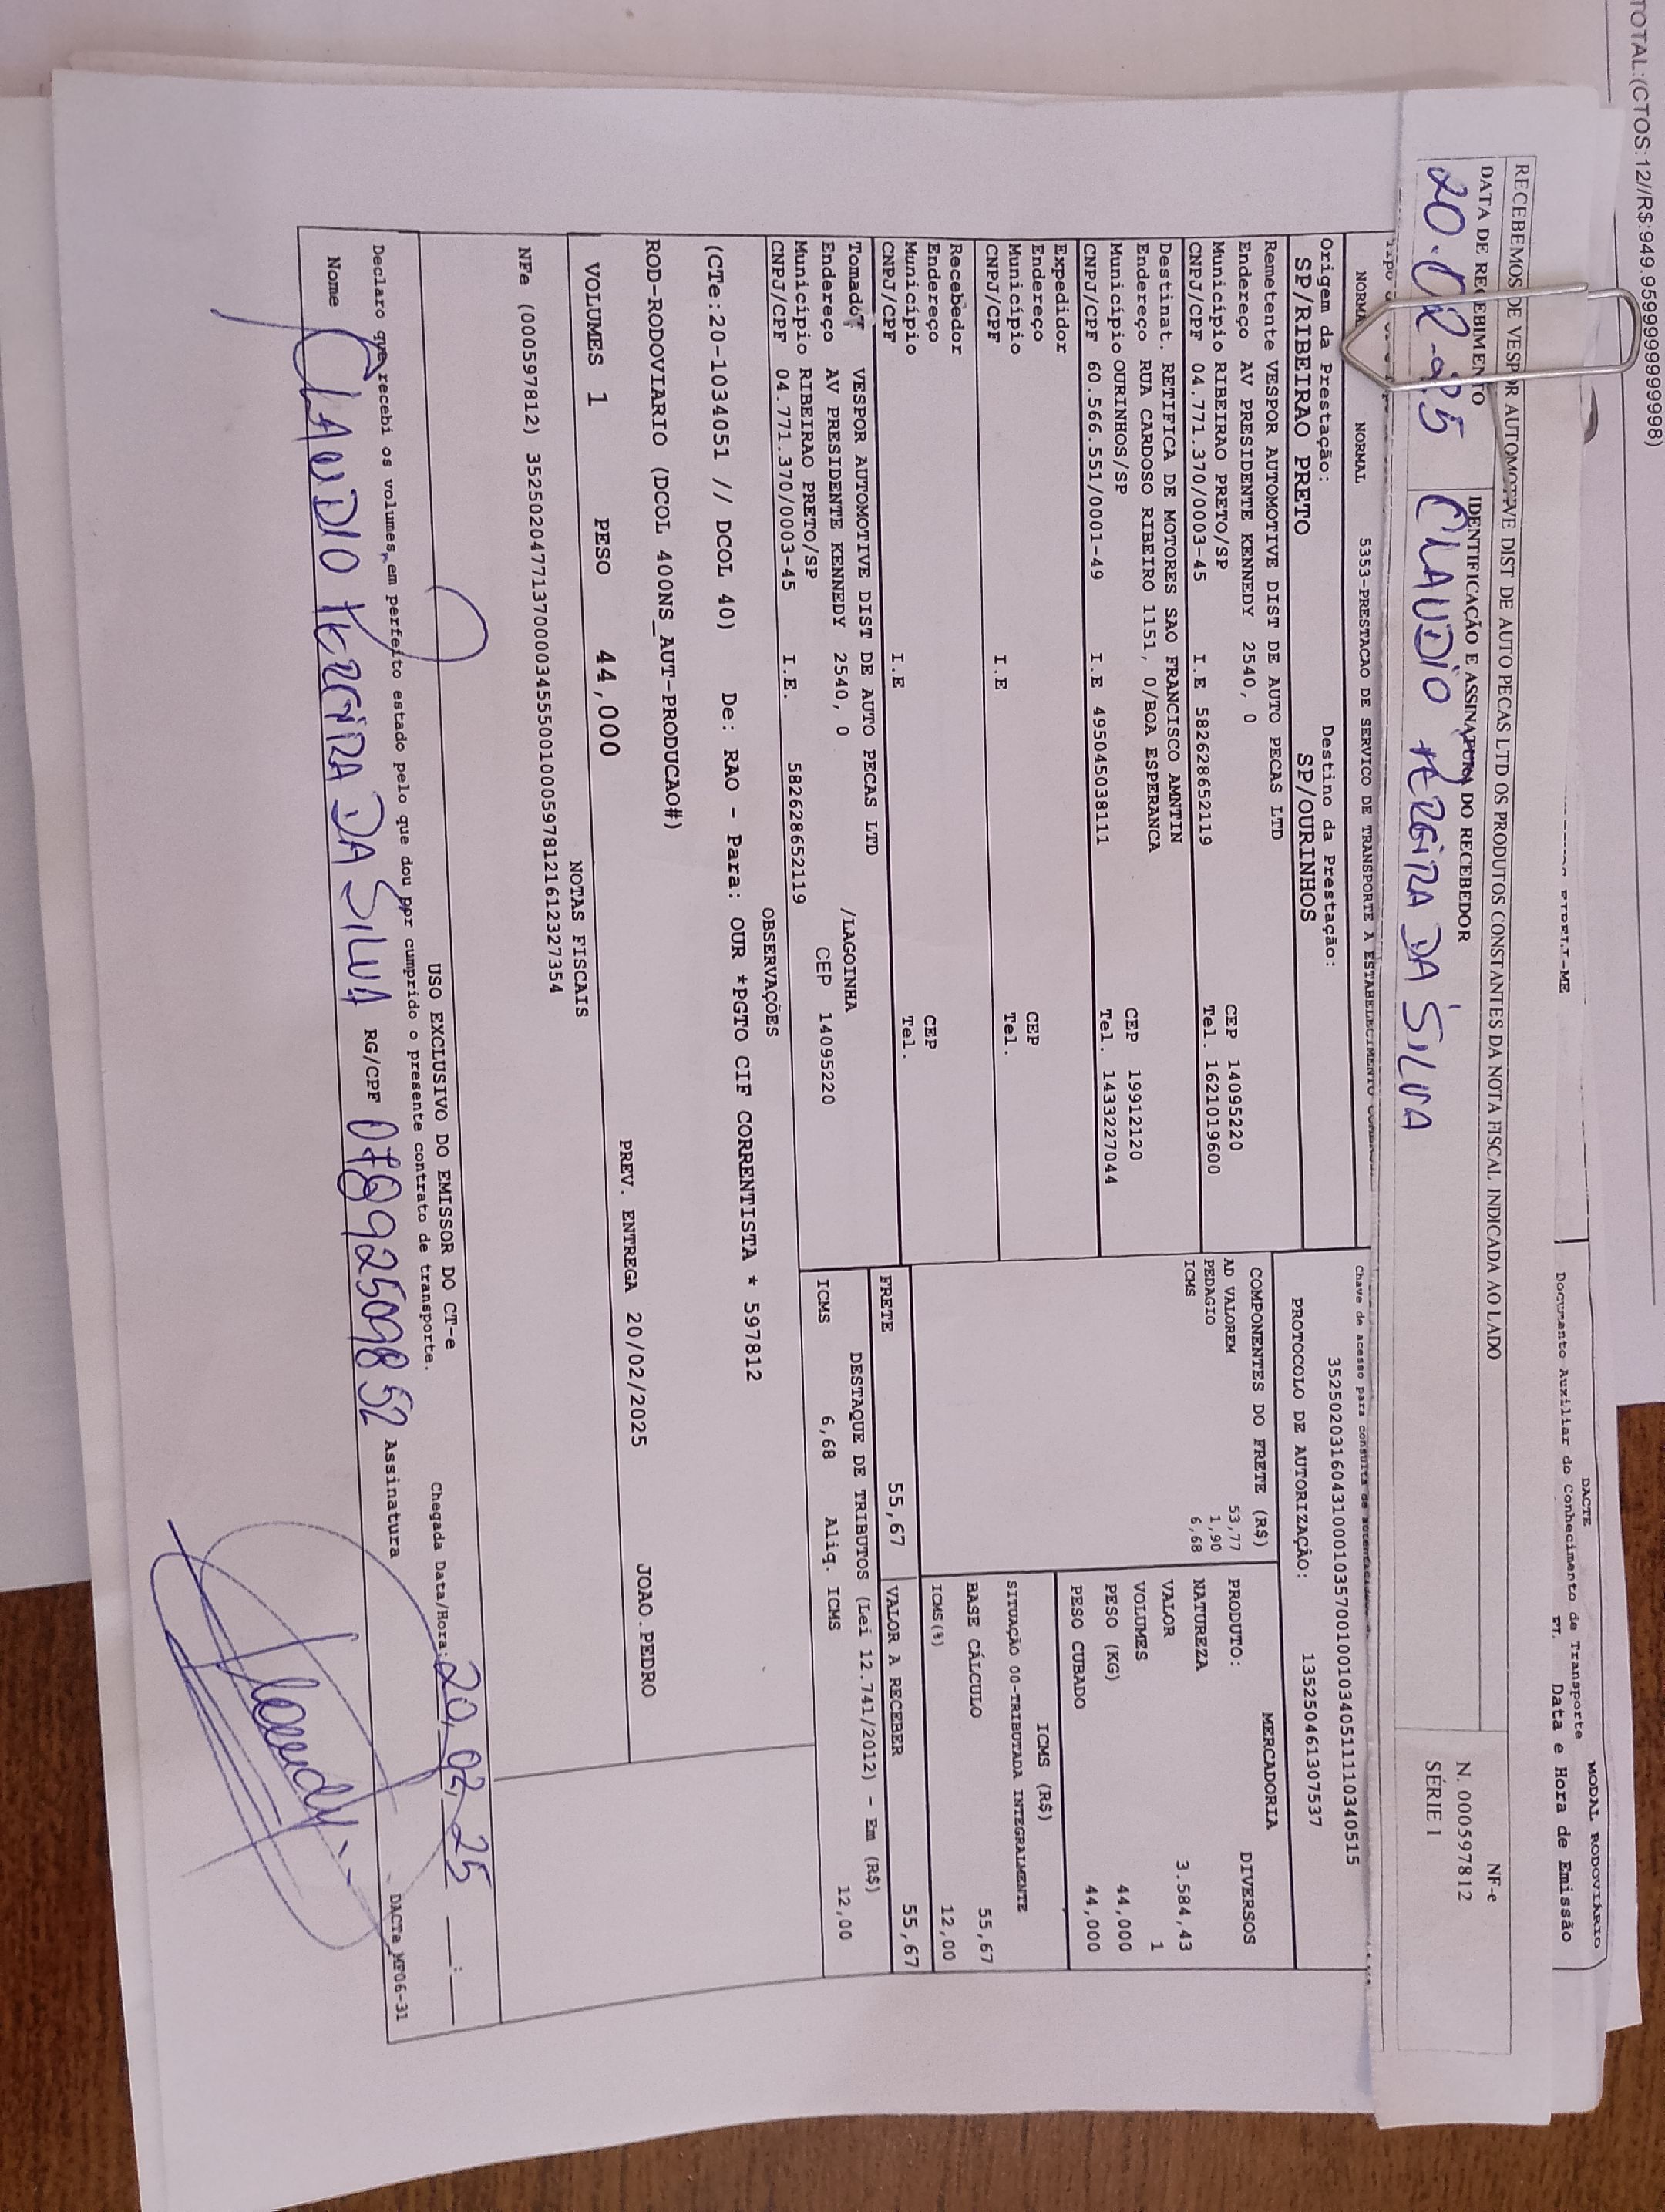 TOTAL:(CTOS:12//R$:949.9599999999998)
MODAL RODOVIÁRIO
DACTE
Documento Auxiliar do Conhecimento de Transporte
Data e Hora de Emissão
RECEBEMOS DE VESPOR AUTOMOTIVE DIST DE AUTO PECAS LTD OS PRODUTOS CONSTANTES DA NOTA FISCAL INDICADA AO LADO
DATA DE RECEBIMENTO
IDENTIFICAÇÃO E ASSINATURA DO RECEBEDOR
20.02.25 CLAUDIO PEREIRA DA SILVA
NF-e
N. 000597812
SÉRIE 1
NORMAL 5353-PRESTACAO DE SERVICO DE TRANSPORTE A ESTABELECIMENTO
Chave de acesso para consulta de
35250203160431000103570010010340511110340515
Origem da Prestação: Destino da Prestação:
SP/RIBEIRAO PRETO SP/OURINHOS
PROTOCOLO DE AUTORIZAÇÃO: 135250461307537
Remetente VESPOR AUTOMOTIVE DIST DE AUTO PECAS LTD
Endereço AV PRESIDENTE KENNEDY 2540, 0 CEP 14095220
Município RIBEIRAO PRETO/SP Tel. 1621019600
CNPJ/CPF 04.771.370/0003-45 I.E 582628652119
Destinat. RETIFICA DE MOTORES SAO FRANCISCO AMNTIN
Endereço RUA CARDOSO RIBEIRO 1151, 0/BOA ESPERANCA CEP 19912120
Município OURINHOS/SP Tel. 1433227044
CNPJ/CPF 60.566.551/0001-49 I.E 495045038111
Expedidor
Endereço CEP
Município Tel.
CNPJ/CPF I.E
Recebedor
Endereço CEP
Município Tel.
CNPJ/CPF I.E
Tomador VESPOR AUTOMOTIVE DIST DE AUTO PECAS LTD
Endereço AV PRESIDENTE KENNEDY 2540, 0 /LAGOINHA
Município RIBEIRAO PRETO/SP CEP 14095220
CNPJ/CPF 04.771.370/0003-45 I.E. 582628652119
COMPONENTES DO FRETE (R$)
AD VALOREM 53,77
PEDAGIO 1,90
ICMS 6,68
MERCADORIA
PRODUTO: DIVERSOS
NATUREZA
VALOR 3.584,43
VOLUMES 1
PESO (KG) 44,000
PESO CUBADO 44,000
ICMS (R$)
SITUAÇÃO 00-TRIBUTADA INTEGRALMENTE
BASE CÁLCULO 55,67
ICMS(%) 12,00
FRETE 55,67 VALOR A RECEBER 55,67
DESTAQUE DE TRIBUTOS (Lei 12.741/2012) - Em (R$)
ICMS 6,68 Aliq. ICMS 12,00
OBSERVAÇÕES
(CTe:20-1034051 // DCOL 40) De: RAO - Para: OUR *PGTO CIF CORRENTISTA * 597812
ROD-RODOVIARIO (DCOL 400NS_AUT-PRODUCAO#)
VOLUMES 1 PESO 44,000 PREV. ENTREGA 20/02/2025 JOAO.PEDRO
NOTAS FISCAIS
NFe (000597812) 35250204771370000345550010005978121612327354
USO EXCLUSIVO DO EMISSOR DO CT-e
Declaro que recebi os volumes em perfeito estado pelo que dou por cumprido o presente contrato de transporte.
Chegada Data/Hora: 20, 02, 25 ___:___
Nome CLAUDIO PEREIRA DA SILVA RG/CPF 07892509852 Assinatura
DACTe_MF06-31